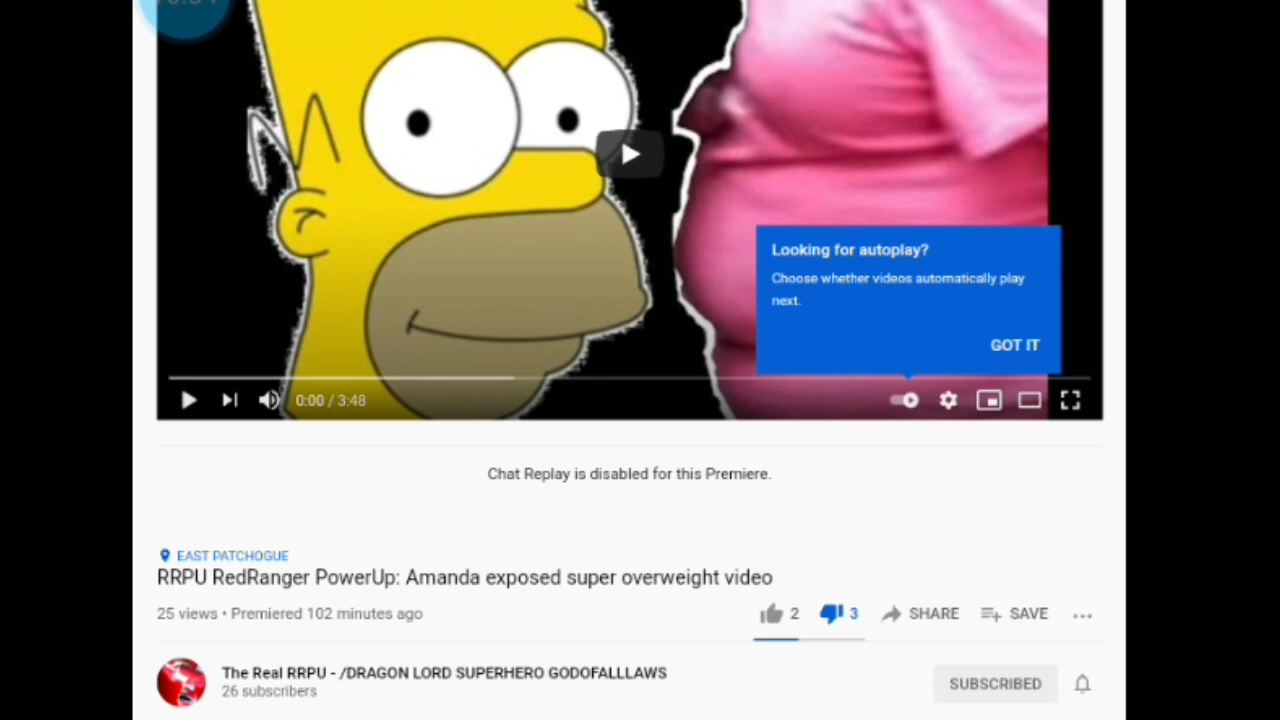 Looking for autoplay?
Choose whether videos automatically play
next.
GOT IT
0:00 / 3:48
Chat Replay is disabled for this Premiere.
EAST PATCHOGUE
RRPU RedRanger PowerUp: Amanda exposed super overweight video
25 views • Premiered 102 minutes ago
2
3
SHARE
SAVE
The Real RRPU - /DRAGON LORD SUPERHERO GODOFALLLAWS
26 subscribers
SUBSCRIBED